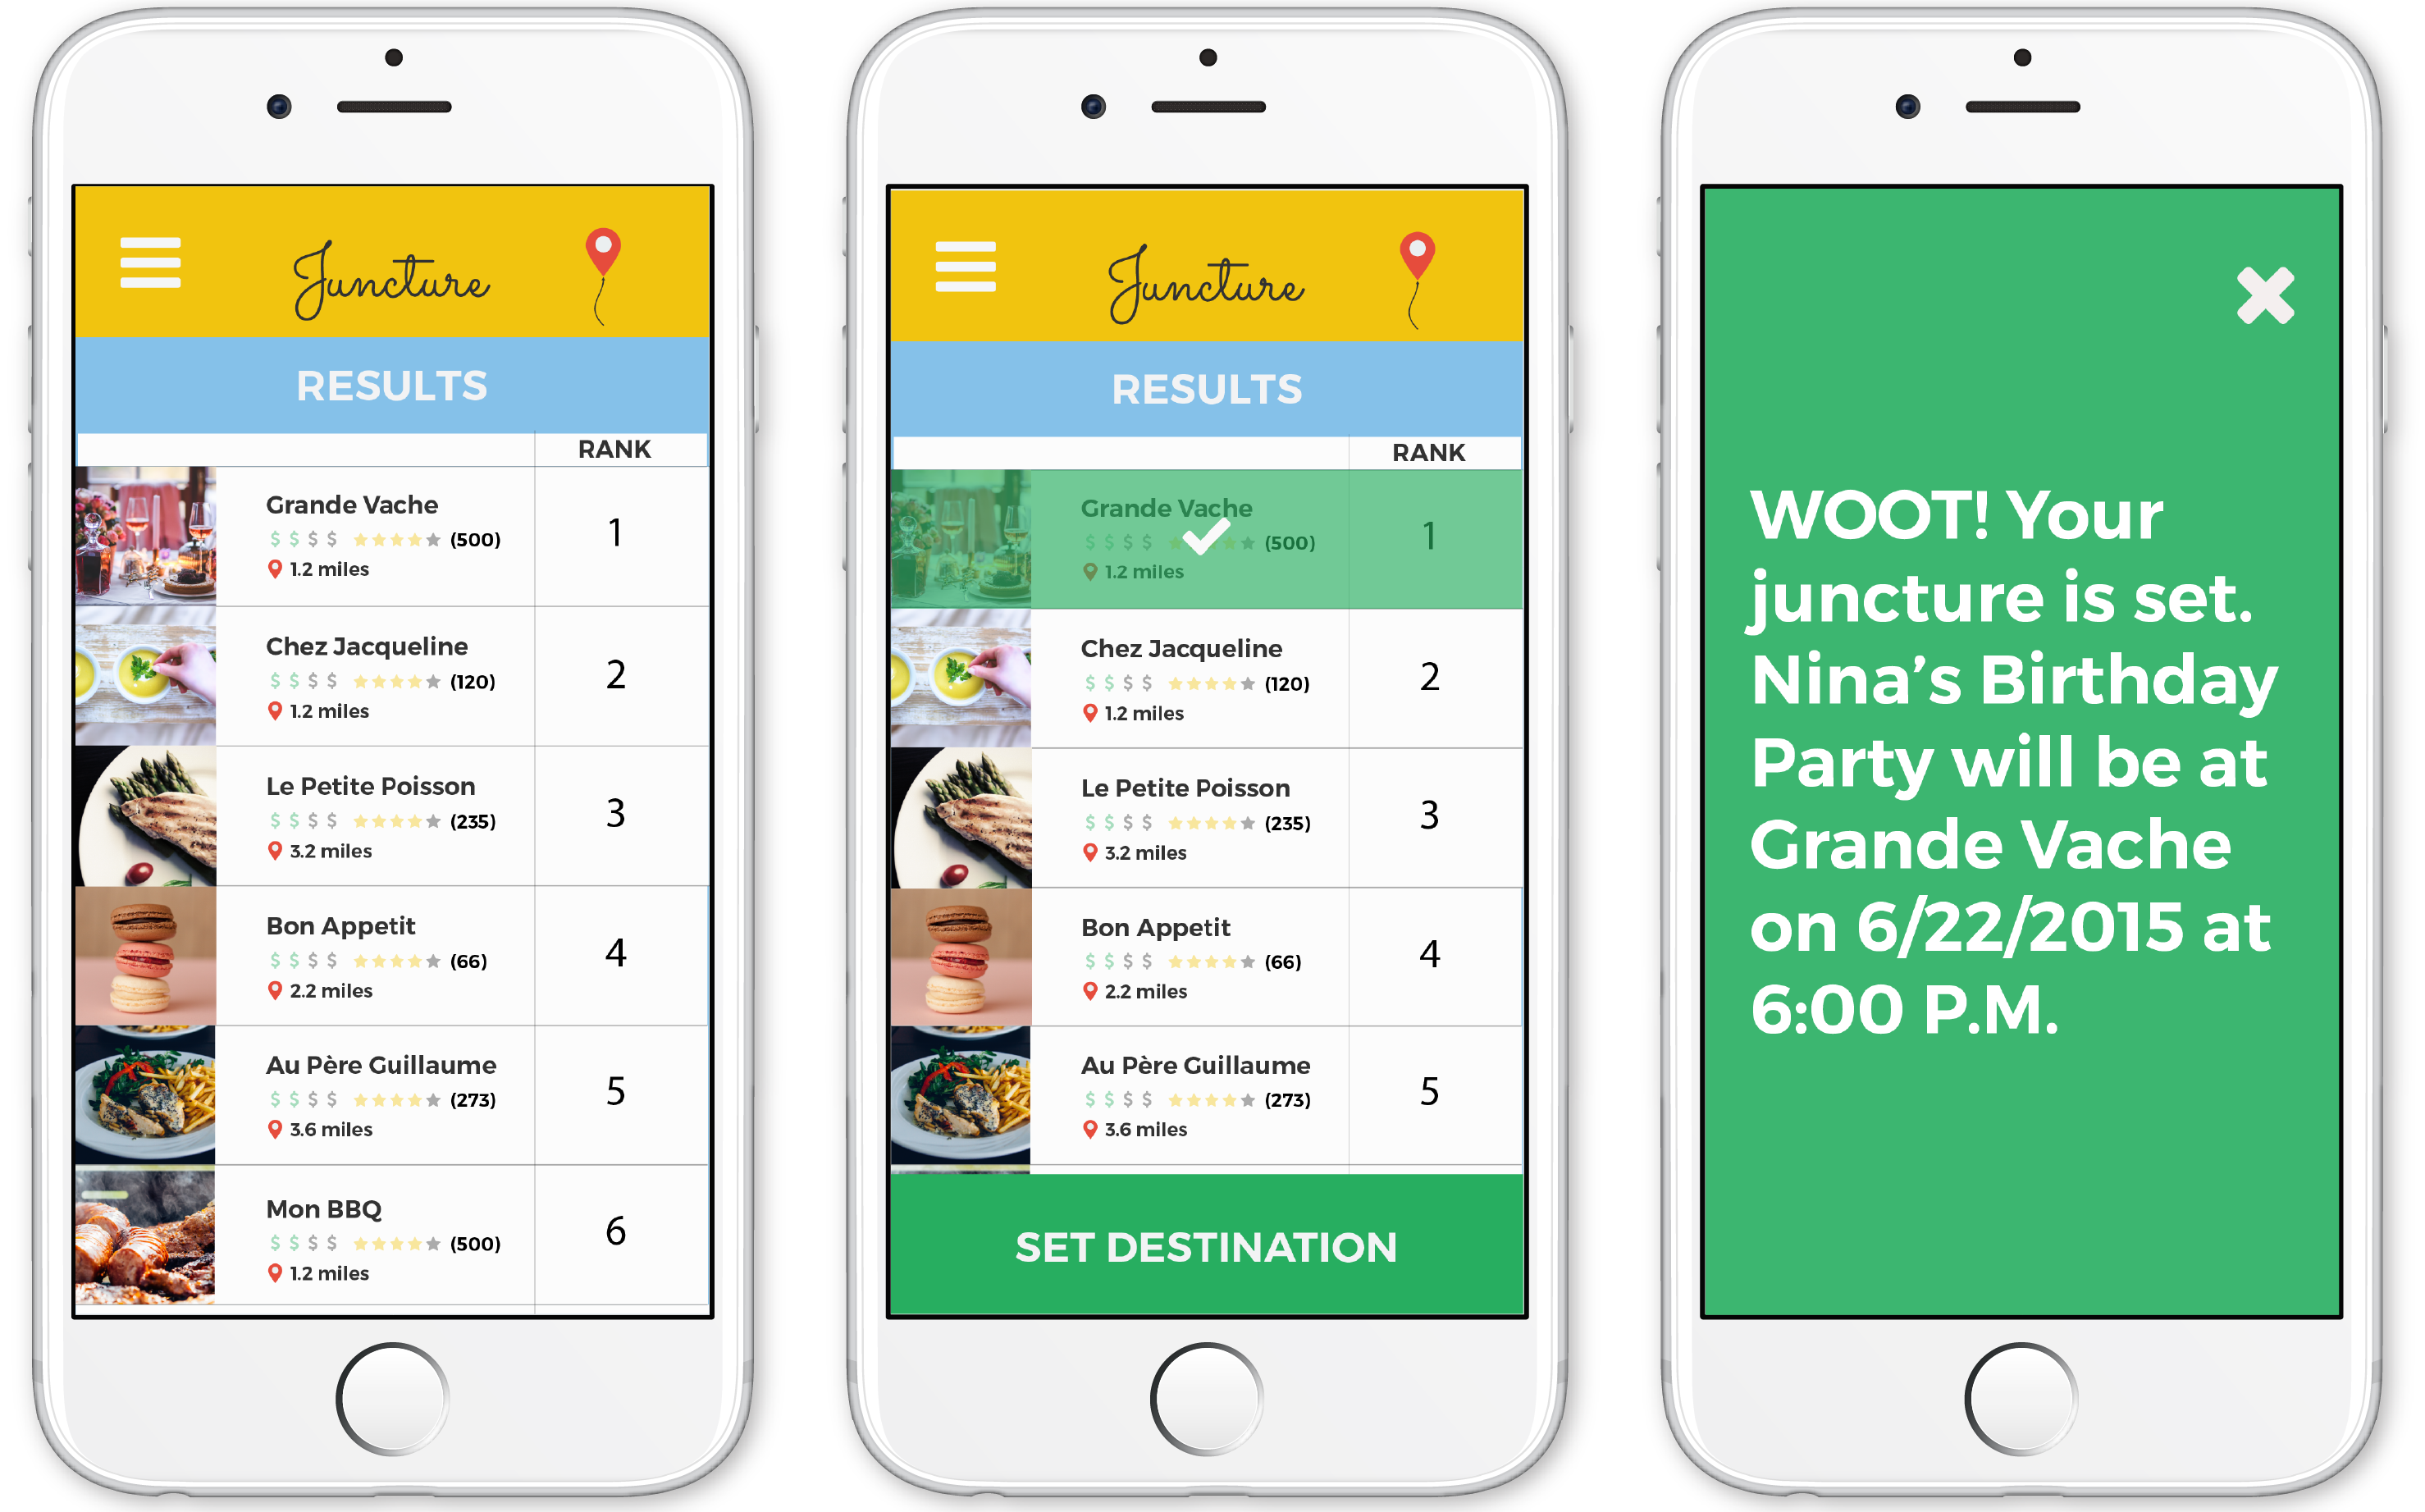 Juncture
RESULTS
RANK
Grande Vache
$ $ $ $ (500)
1.2 miles
1
Chez Jacqueline
$ $ $ $ (120)
1.2 miles
2
Le Petite Poisson
$ $ $ $ (235)
3.2 miles
3
Bon Appetit
$ $ $ $ (66)
2.2 miles
4
Au Père Guillaume
$ $ $ $ (273)
3.6 miles
5
Mon BBQ
$ $ $ $ (500)
1.2 miles
6
Juncture
RESULTS
RANK
Grande Vache
$ $ $ $ (500)
1.2 miles
1
Chez Jacqueline
$ $ $ $ (120)
1.2 miles
2
Le Petite Poisson
$ $ $ $ (235)
3.2 miles
3
Bon Appetit
$ $ $ $ (66)
2.2 miles
4
Au Père Guillaume
$ $ $ $ (273)
3.6 miles
5
SET DESTINATION
WOOT! Your
juncture is set.
Nina's Birthday
Party will be at
Grande Vache
on 6/22/2015 at
6:00 P.M.